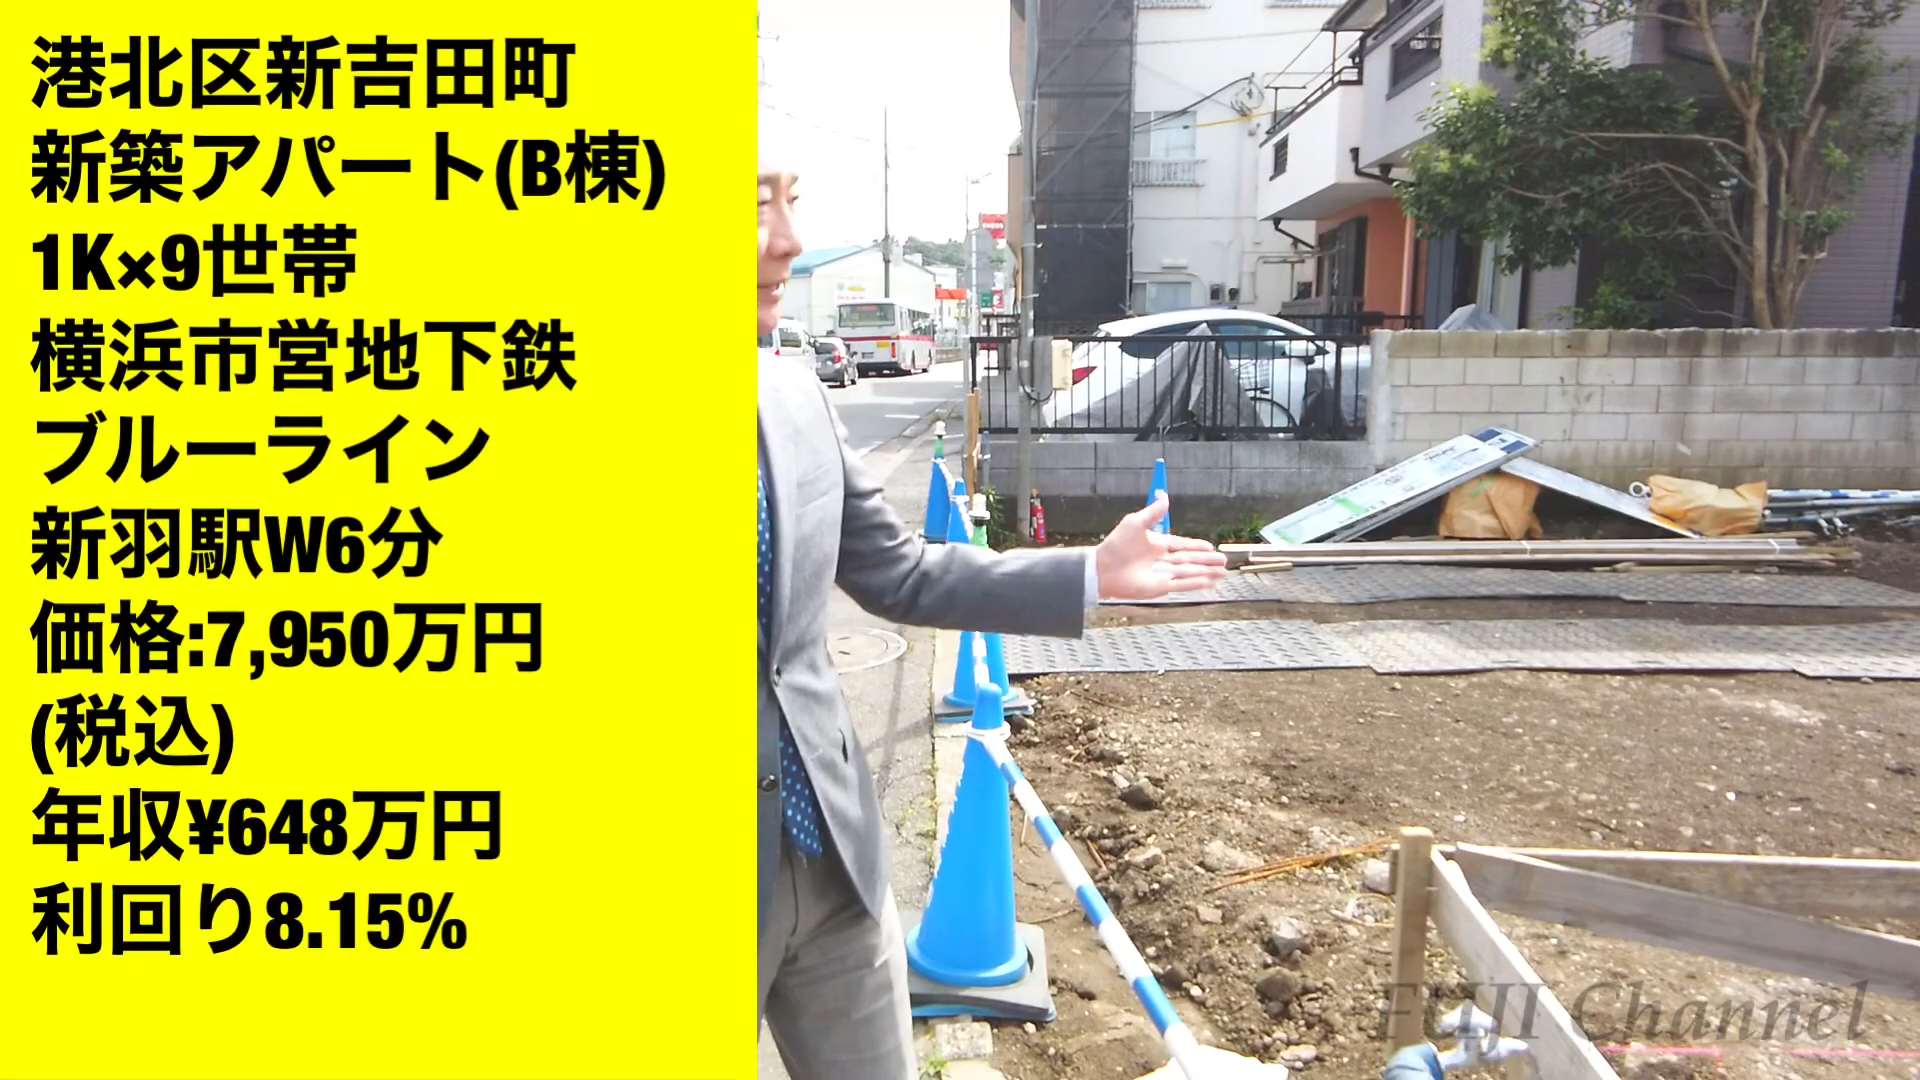 港北区新吉田町
新築アパート(B棟)
1K×9世帯
横浜市営地下鉄
ブルーライン
新羽駅W6分
価格:7,950万円
(税込)
年収¥648万円
利回り8.15%
ENEOS
FUJI Channel